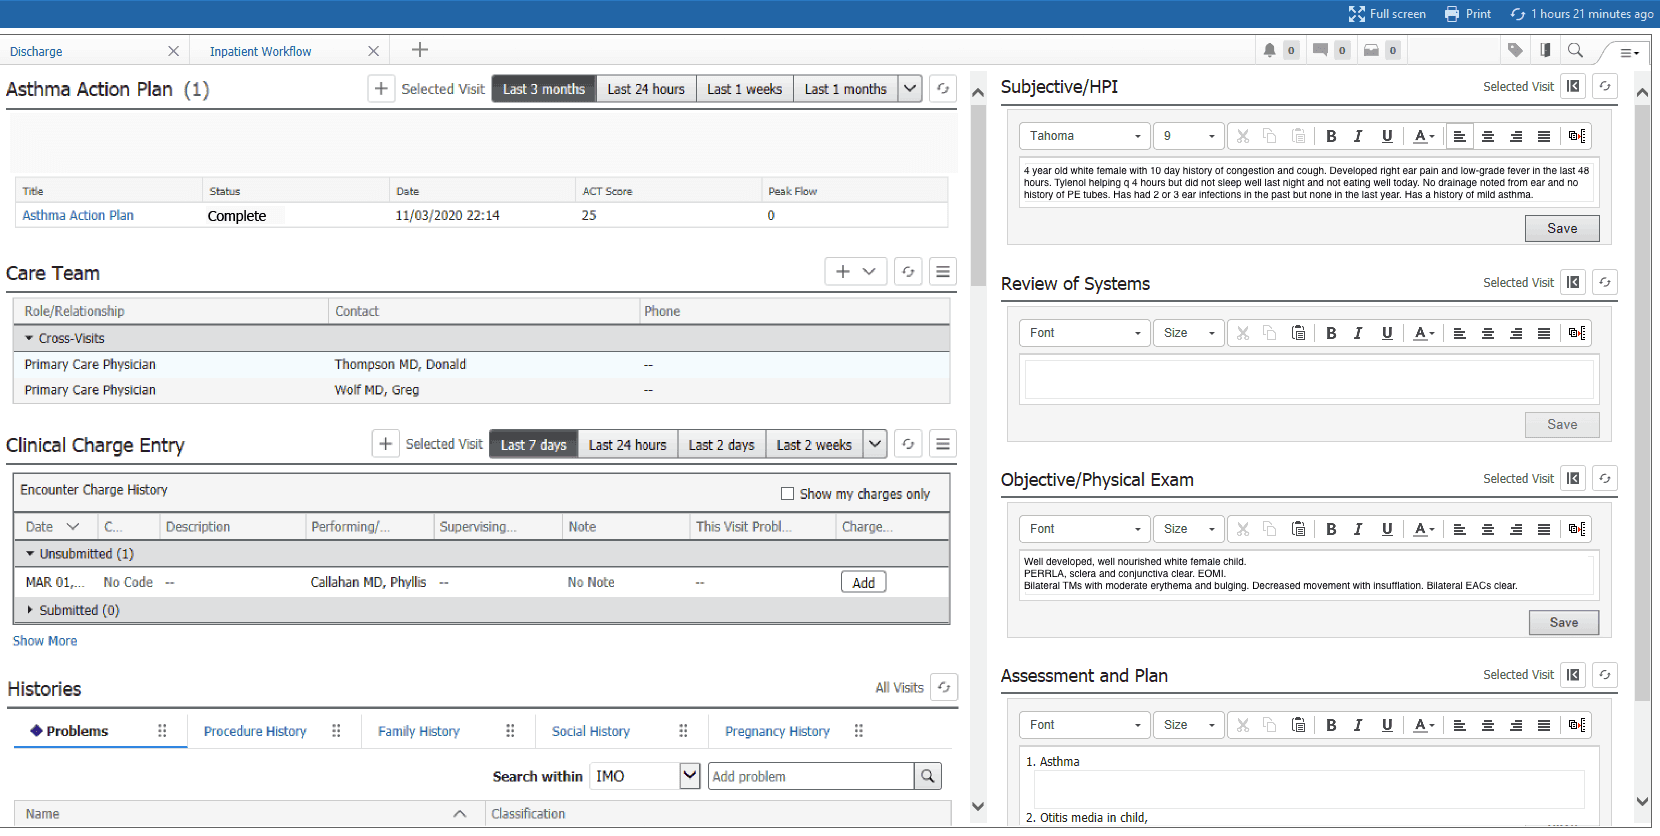 Full screen Print 1 hours 21 minutes ago
Discharge Inpatient Workflow
0 0 0
Asthma Action Plan (1) Selected Visit Last 3 months Last 24 hours Last 1 weeks Last 1 months
Title Status Date ACT Score Peak Flow
Asthma Action Plan Complete 11/03/2020 22:14 25 0
Care Team
Role/Relationship Contact Phone
Cross-Visits
Primary Care Physician Thompson MD, Donald --
Primary Care Physician Wolf MD, Greg --
Clinical Charge Entry Selected Visit Last 7 days Last 24 hours Last 2 days Last 2 weeks
Encounter Charge History
Show my charges only
Date C... Description Performing/... Supervising... Note This Visit Probl... Charge...
Unsubmitted (1)
MAR 01,... No Code -- Callahan MD, Phyllis -- No Note -- Add
Submitted (0)
Show More
Histories All Visits
Problems Procedure History Family History Social History Pregnancy History
Search within IMO Add problem
Name Classification
Subjective/HPI Selected Visit
Tahoma 9 B I U A
4 year old white female with 10 day history of congestion and cough. Developed right ear pain and low-grade fever in the last 48
hours. Tylenol helping q 4 hours but did not sleep well last night and not eating well today. No drainage noted from ear and no
history of PE tubes. Has had 2 or 3 ear infections in the past but none in the last year. Has a history of mild asthma.
Save
Review of Systems Selected Visit
Font Size B I U A
Save
Objective/Physical Exam Selected Visit
Font Size B I U A
Well developed, well nourished white female child.
PERRLA, sclera and conjunctiva clear. EOMI.
Bilateral TMs with moderate erythema and bulging. Decreased movement with insufflation. Bilateral EACs clear.
Save
Assessment and Plan Selected Visit
Font Size B I U A
1. Asthma
2. Otitis media in child,